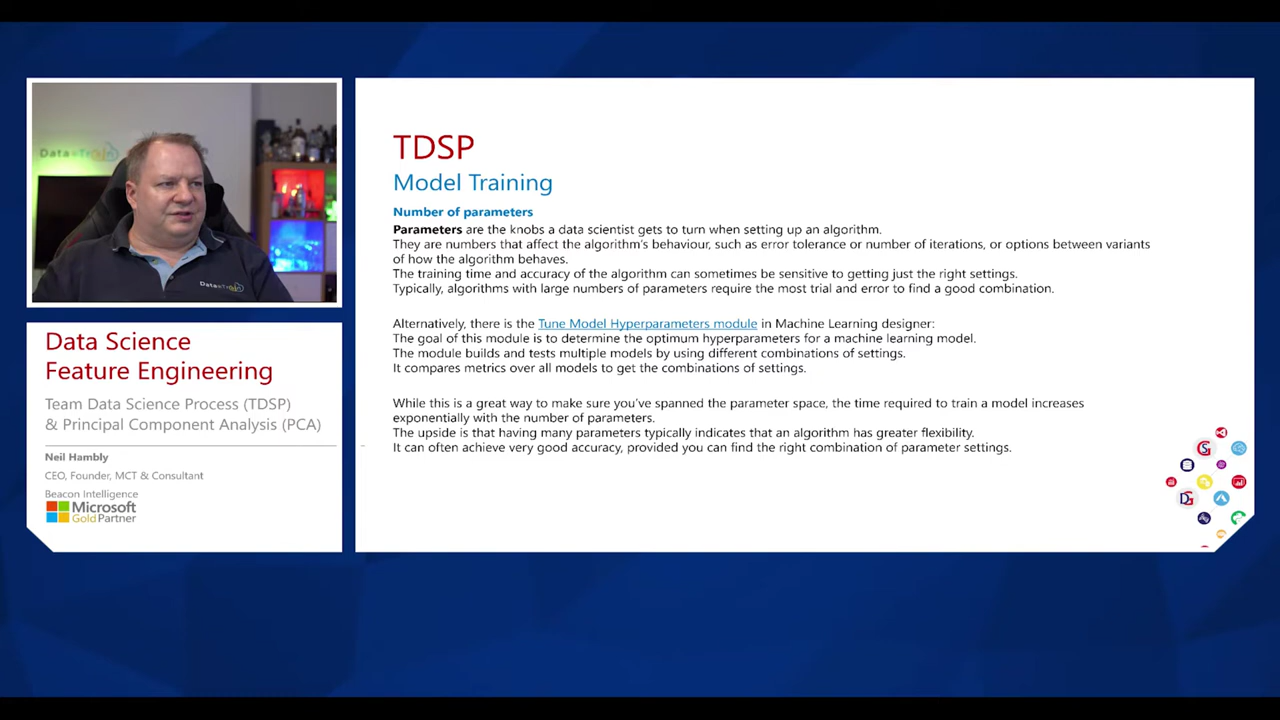 Data Science
Feature Engineering
Team Data Science Process (TDSP)
& Principal Component Analysis (PCA)
Neil Hambly
CEO, Founder, MCT & Consultant
Beacon Intelligence
Microsoft
Gold Partner
TDSP
Model Training
Number of parameters
Parameters are the knobs a data scientist gets to turn when setting up an algorithm.
They are numbers that affect the algorithm's behaviour, such as error tolerance or number of iterations, or options between variants
of how the algorithm behaves.
The training time and accuracy of the algorithm can sometimes be sensitive to getting just the right settings.
Typically, algorithms with large numbers of parameters require the most trial and error to find a good combination.
Alternatively, there is the Tune Model Hyperparameters module in Machine Learning designer:
The goal of this module is to determine the optimum hyperparameters for a machine learning model.
The module builds and tests multiple models by using different combinations of settings.
It compares metrics over all models to get the combinations of settings.
While this is a great way to make sure you've spanned the parameter space, the time required to train a model increases
exponentially with the number of parameters.
The upside is that having many parameters typically indicates that an algorithm has greater flexibility.
It can often achieve very good accuracy, provided you can find the right combination of parameter settings.